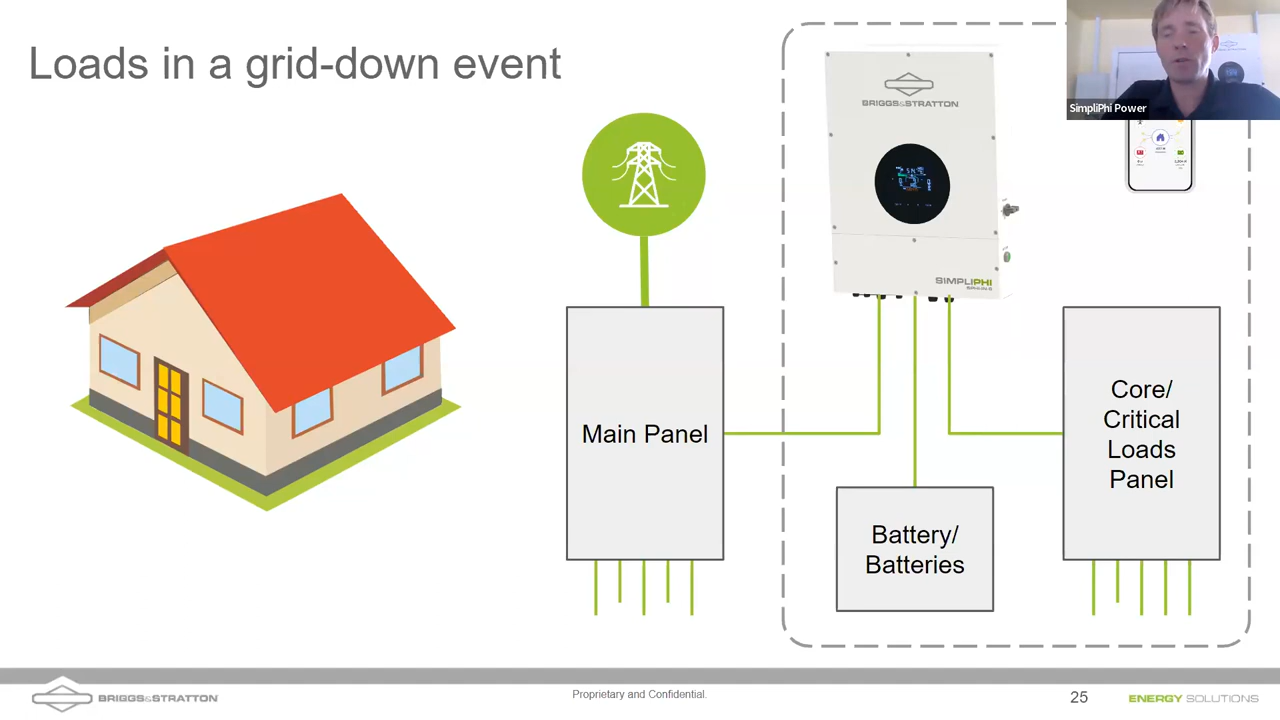 Loads in a grid-down event
BRIGGS&STRATTON
SIMPLIPHI
SimpliPhi Power
Main Panel
Battery/
Batteries
Core/
Critical
Loads
Panel
BRIGGS&STRATTON
Proprietary and Confidential.
25
ENERGY SOLUTIONS